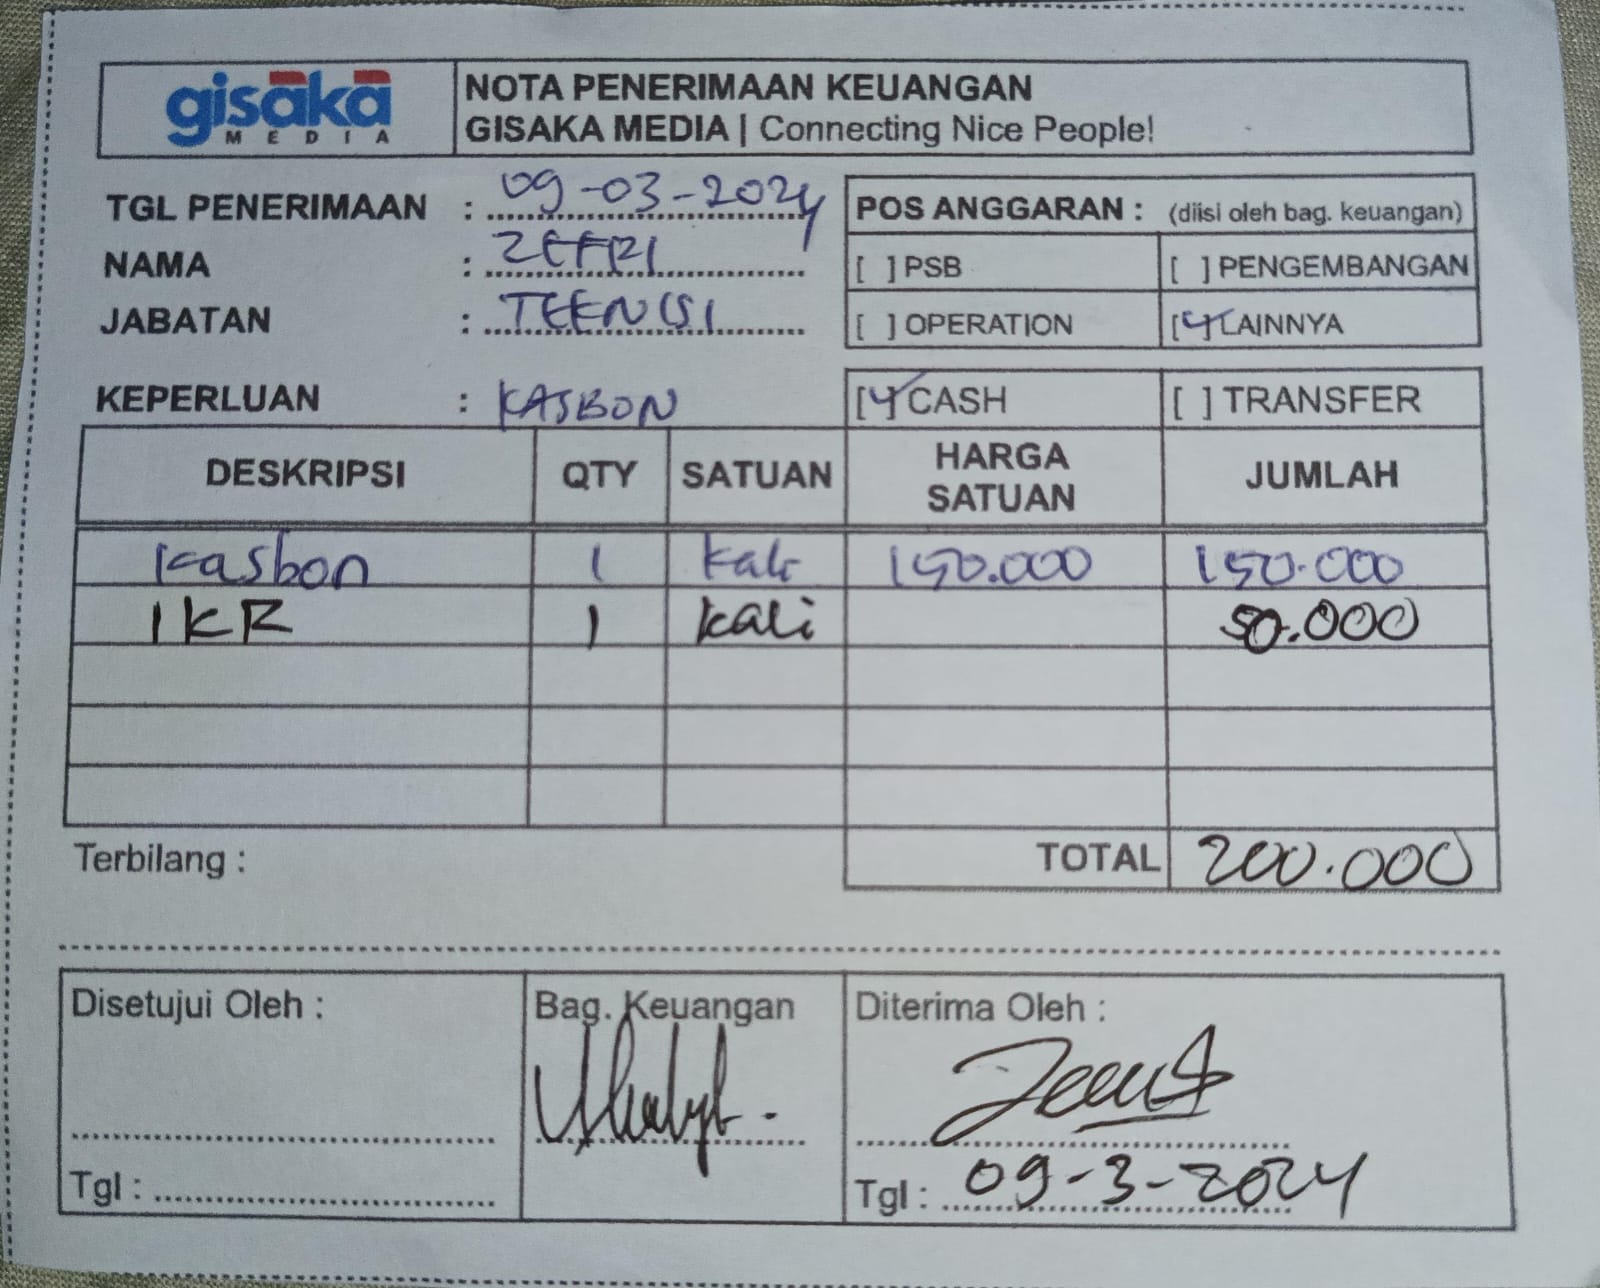 gisaka
MEDIA
NOTA PENERIMAAN KEUANGAN
GISAKA MEDIA | Connecting Nice People!
TGL PENERIMAAN : 09-03-2024
NAMA : ZEFRI
JABATAN : TEKNISI
POS ANGGARAN : (diisi oleh bag. keuangan)
[ ] PSB [ ] PENGEMBANGAN
[ ] OPERATION [✓] LAINNYA
KEPERLUAN : KASBON
[✓] CASH [ ] TRANSFER
DESKRIPSI QTY SATUAN HARGA SATUAN JUMLAH
Kasbon 1 kali 150.000 150.000
IKR 1 kali 50.000
Terbilang : TOTAL 200.000
Disetujui Oleh : Bag. Keuangan Diterima Oleh :
Tgl : Tgl : 09-3-2024